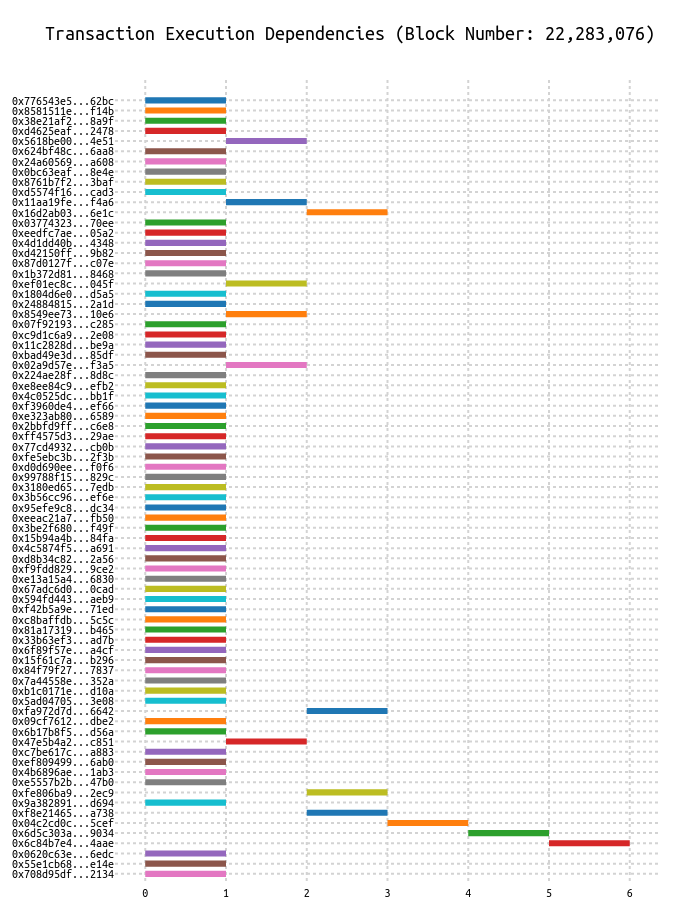 Transaction Execution Dependencies (Block Number: 22,283,076)
0x776543e5...62bc
0x8581511e...f14b
0x38e21af2...8a9f
0xd4625eaf...2478
0x5618be00...4e51
0x624bf48c...6aa8
0x24a60569...a608
0x0bc63eaf...8e4e
0x8761b7f2...3baf
0xd5574f16...cad3
0x11aa19fe...f4a6
0x16d2ab03...6e1c
0x03774323...70ee
0xeedfc7ae...05a2
0x4d1dd40b...4348
0xd42150ff...9b82
0x87d0127f...c07e
0x1b372d81...8468
0xef01ec8c...045f
0x1804d6e0...d5a5
0x24884815...2a1d
0x8549ee73...10e6
0x07f92193...c285
0xc9d1c6a9...2e08
0x11c2828d...be9a
0xbad49e3d...85df
0x02a9d57e...f3a5
0x224ae28f...8d8c
0xe8ee84c9...efb2
0x4c0525dc...bb1f
0xf3960de4...ef66
0xe323ab80...6589
0x2bbfd9ff...c6e8
0xff4575d3...29ae
0x77cd4932...cb0b
0xfe5ebc3b...2f3b
0xd0d690ee...f0f6
0x99788f15...829c
0x3180ed65...7edb
0x3b56cc96...ef6e
0x95efe9c8...dc34
0xeeac21a7...fb50
0x3be2f680...f49f
0x15b94a4b...84fa
0x4c5874f5...a691
0xd8b34c82...2a56
0xf9fdd829...9ce2
0xe13a15a4...6830
0x67adc6d0...0cad
0x594fd443...aeb9
0xf42b5a9e...71ed
0xc8baffdb...5c5c
0x81a17319...b465
0x33b63ef3...ad7b
0x6f89f57e...a4cf
0x15f61c7a...b296
0x84f79f27...7837
0x7a44558e...352a
0xb1c0171e...d10a
0x5ad04705...3e08
0xfa972d7d...6642
0x09cf7612...dbe2
0x6b17b8f5...d56a
0x47e5b4a2...c851
0xc7be617c...a883
0xef809499...6ab0
0x4b6896ae...1ab3
0xe5557b2b...47b0
0xfe806ba9...2ec9
0x9a382891...d694
0xf8e21465...a738
0x04c2cd0c...5cef
0x6d5c303a...9034
0x6c84b7e4...4aae
0x0620c63e...6edc
0x55e1cb68...e14e
0x708d95df...2134
0 1 2 3 4 5 6